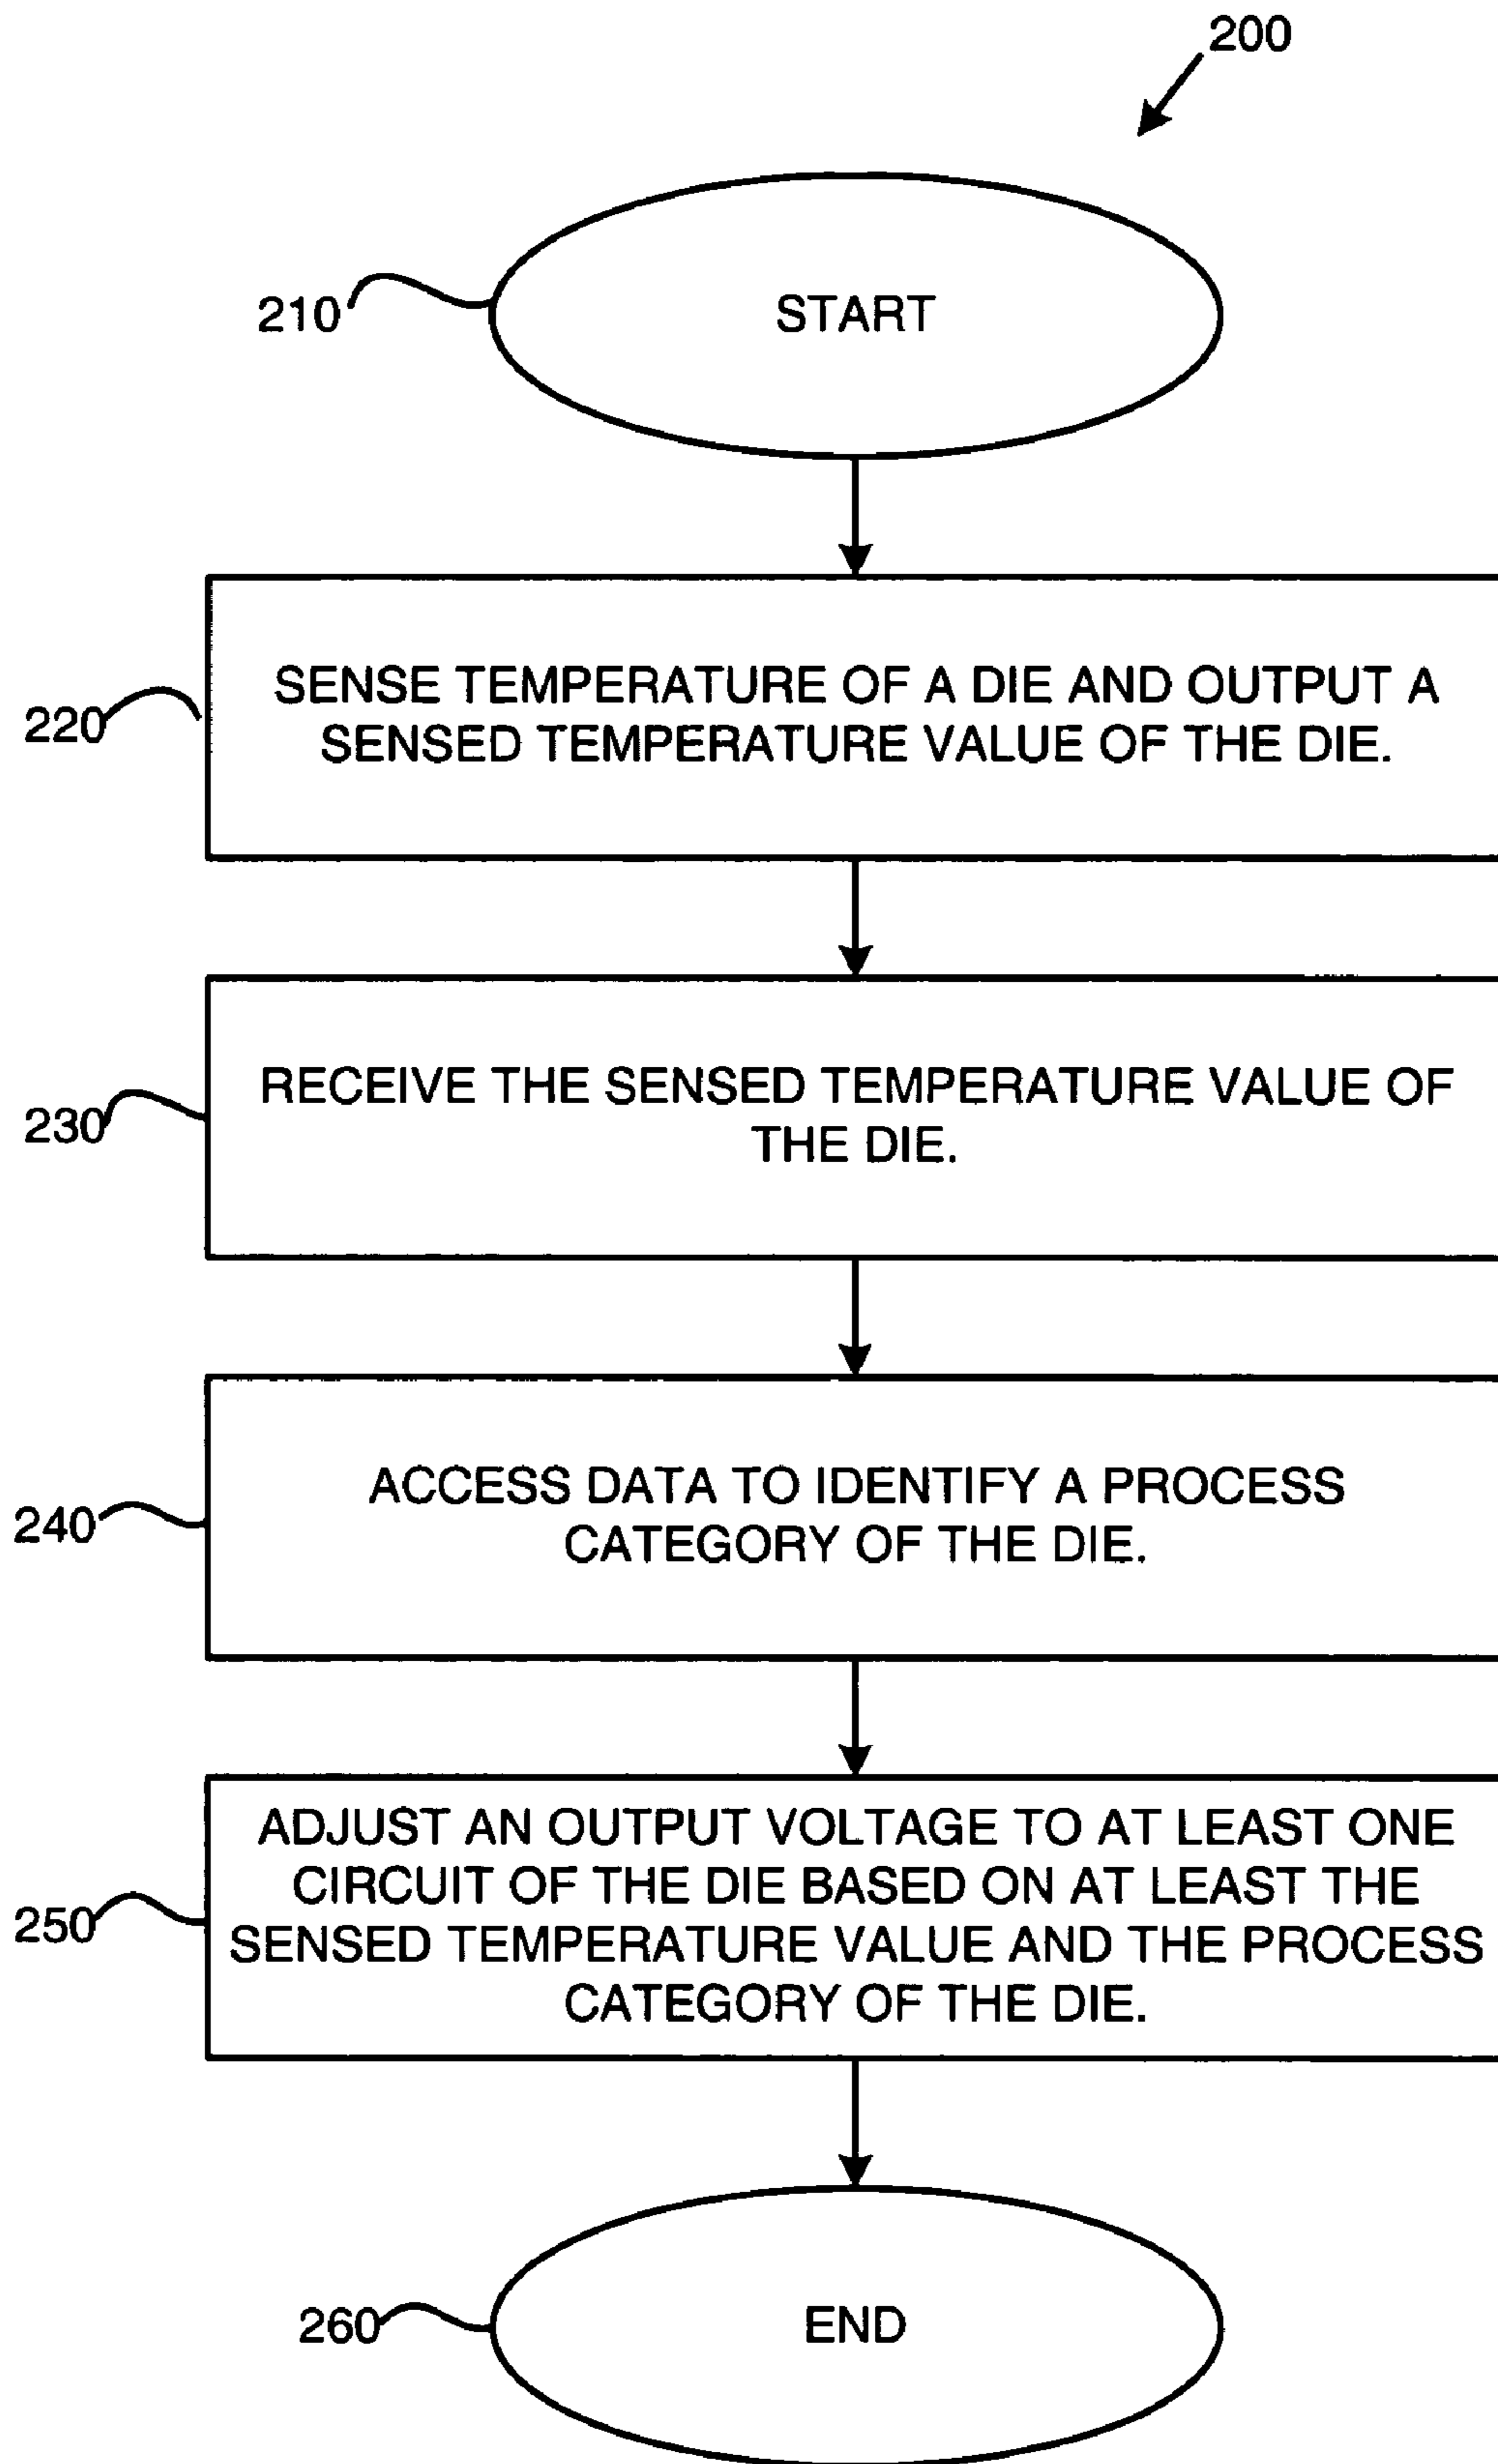 200
210
START
220
SENSE TEMPERATURE OF A DIE AND OUTPUT A
SENSED TEMPERATURE VALUE OF THE DIE.
230
RECEIVE THE SENSED TEMPERATURE VALUE OF
THE DIE.
240
ACCESS DATA TO IDENTIFY A PROCESS
CATEGORY OF THE DIE.
250
ADJUST AN OUTPUT VOLTAGE TO AT LEAST ONE
CIRCUIT OF THE DIE BASED ON AT LEAST THE
SENSED TEMPERATURE VALUE AND THE PROCESS
CATEGORY OF THE DIE.
260
END